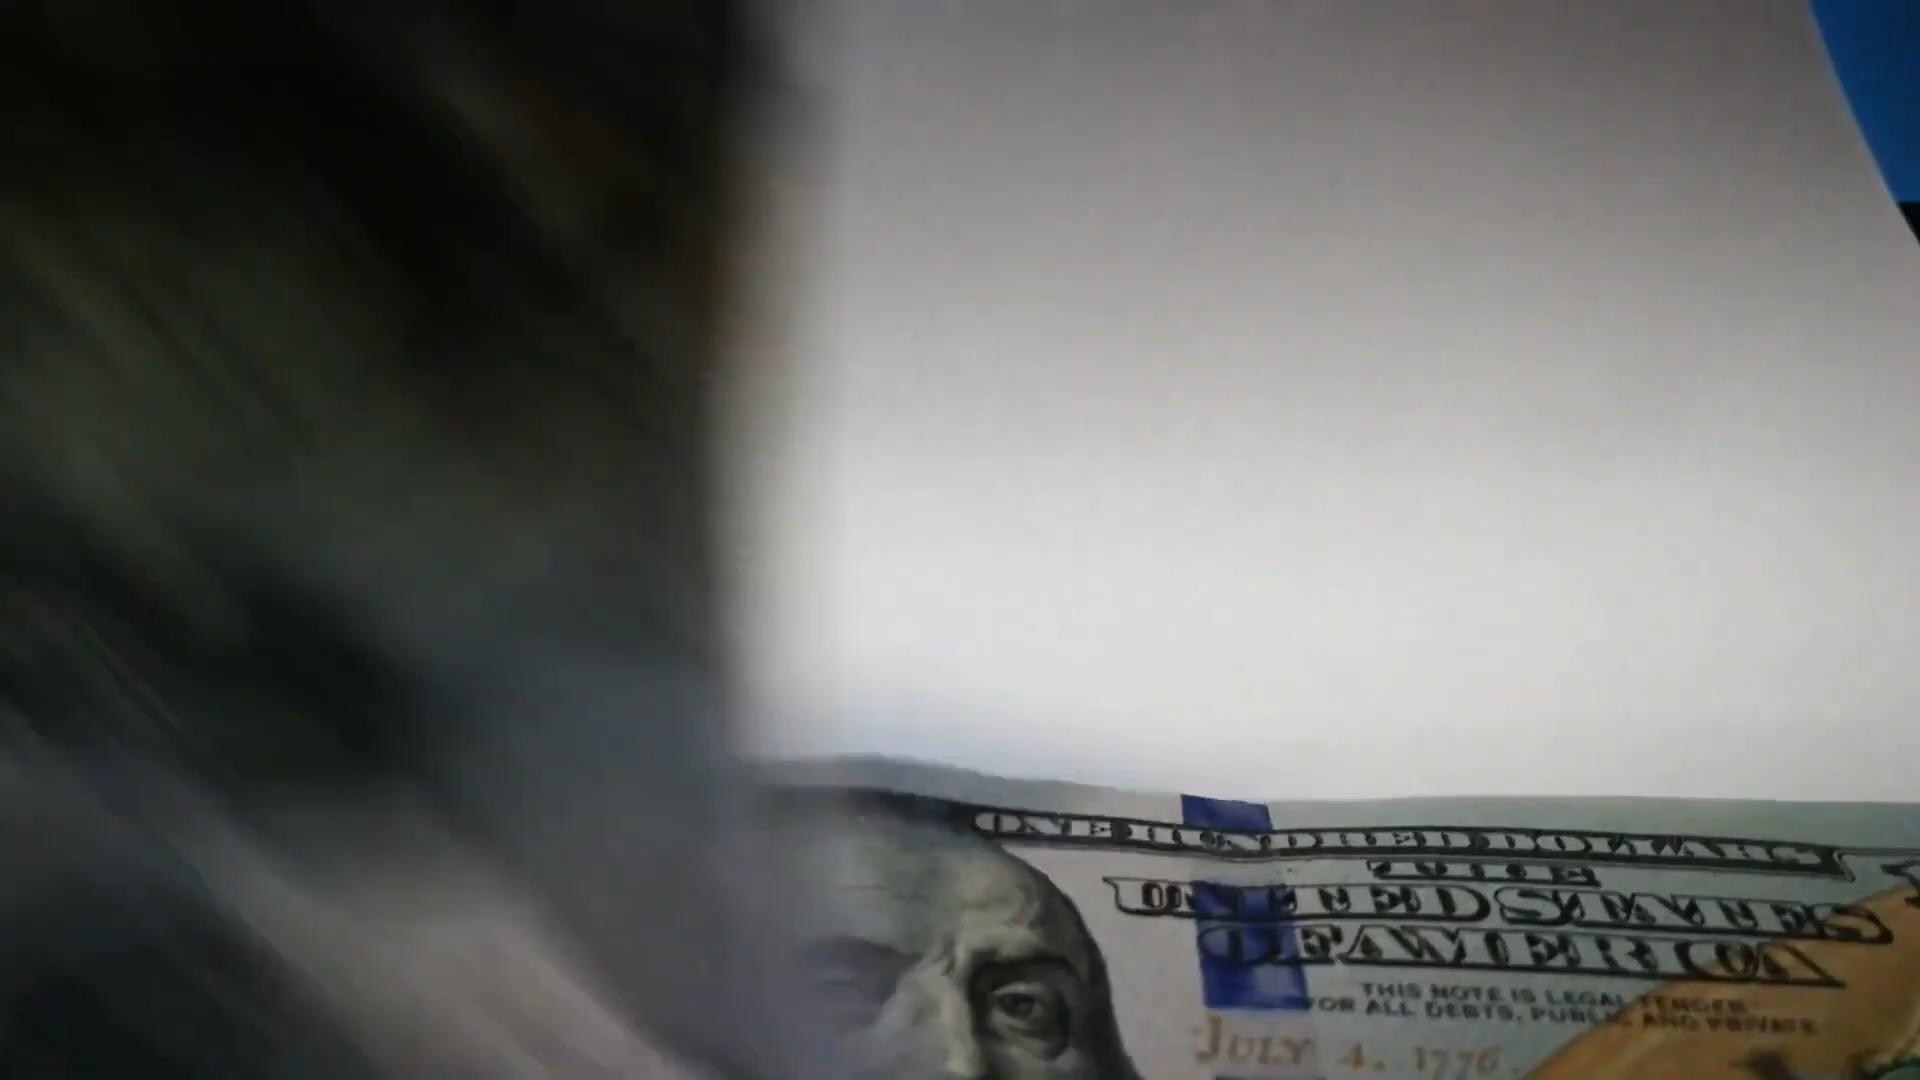 ONE HUNDRED DOLLARS
THE
UNITED STATES
OF AMERICA
THIS NOTE IS LEGAL TENDER
FOR ALL DEBTS, PUBLIC AND PRIVATE
JULY 4, 1776